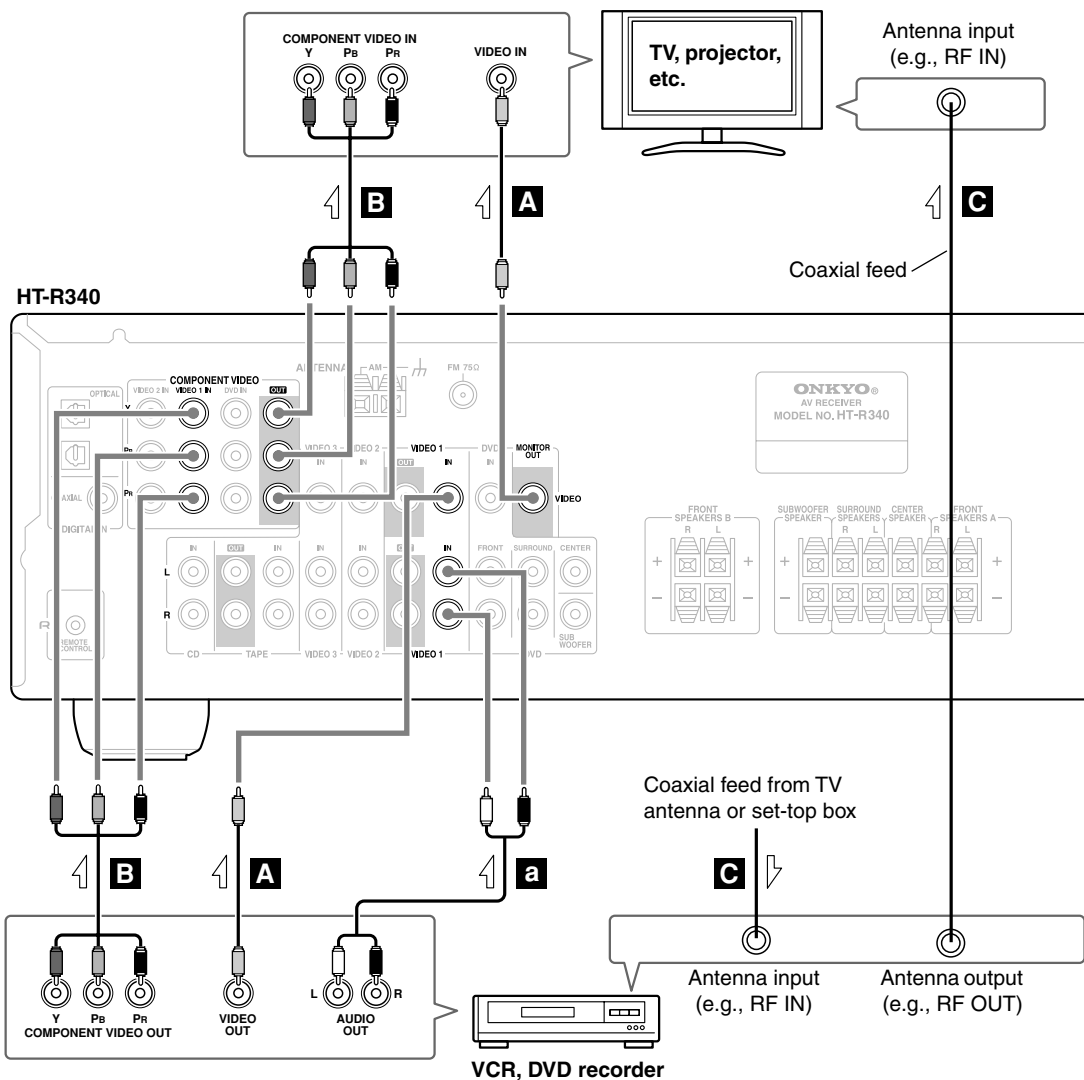 COMPONENT VIDEO IN
Y PB PR
VIDEO IN
TV, projector,
etc.
Antenna input
(e.g., RF IN)
B
A
C
Coaxial feed
HT-R340
ANTENNA
AM
FM 75Ω
COMPONENT VIDEO
OPTICAL
VIDEO 2 IN VIDEO 1 IN DVD IN OUT
Y
PB
PR
COAXIAL
DIGITAL IN
VIDEO 3 VIDEO 2 VIDEO 1 DVD MONITOR OUT
IN IN OUT IN IN
VIDEO
ONKYO®
AV RECEIVER
MODEL NO. HT-R340
FRONT
SPEAKERS B
R L
SUBWOOFER
SPEAKER
SURROUND
SPEAKERS
R L
CENTER
SPEAKER
FRONT
SPEAKERS A
R L
+ + + +
– – – –
IN OUT IN IN IN OUT IN FRONT SURROUND CENTER
L
R
REMOTE
CONTROL
SUB
WOOFER
CD TAPE VIDEO 3 VIDEO 2 VIDEO 1 DVD
Coaxial feed from TV
antenna or set-top box
B
A
a
C
Y PB PR
COMPONENT VIDEO OUT
VIDEO
OUT
L R
AUDIO
OUT
Antenna input
(e.g., RF IN)
Antenna output
(e.g., RF OUT)
VCR, DVD recorder